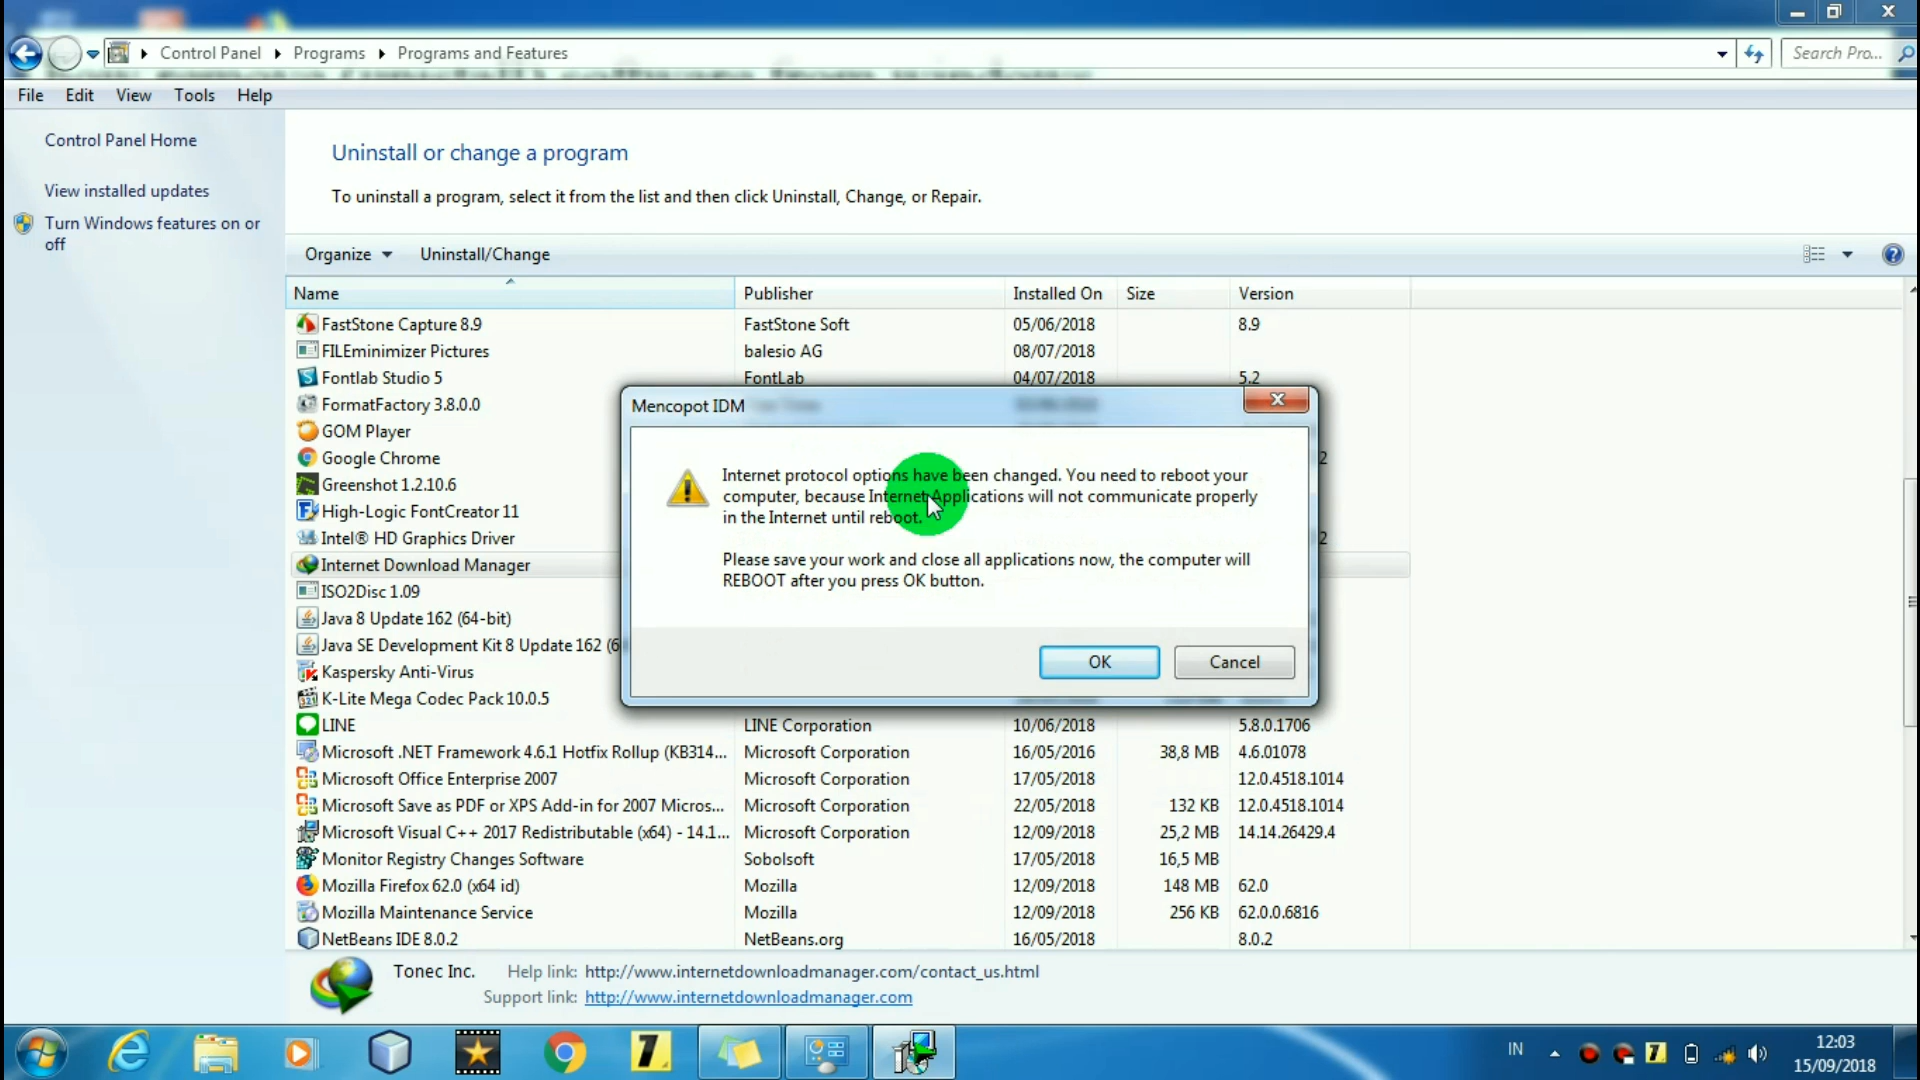 Control Panel
Programs
Programs and Features
Search Pro...
File Edit View Tools Help
Control Panel Home
View installed updates
Turn Windows features on or
off
Uninstall or change a program
To uninstall a program, select it from the list and then click Uninstall, Change, or Repair.
Organize Uninstall/Change
Name Publisher Installed On Size Version
FastStone Capture 8.9 FastStone Soft 05/06/2018 8.9
FILEminimizer Pictures balesio AG 08/07/2018
Fontlab Studio 5 FontLab 04/07/2018 5.2
FormatFactory 3.8.0.0
GOM Player
Google Chrome 2
Greenshot 1.2.10.6
High-Logic FontCreator 11
Intel® HD Graphics Driver 2
Internet Download Manager
ISO2Disc 1.09
Java 8 Update 162 (64-bit)
Java SE Development Kit 8 Update 162 (6
Kaspersky Anti-Virus
K-Lite Mega Codec Pack 10.0.5
LINE LINE Corporation 10/06/2018 5.8.0.1706
Microsoft .NET Framework 4.6.1 Hotfix Rollup (KB314... Microsoft Corporation 16/05/2016 38,8 MB 4.6.01078
Microsoft Office Enterprise 2007 Microsoft Corporation 17/05/2018 12.0.4518.1014
Microsoft Save as PDF or XPS Add-in for 2007 Micros... Microsoft Corporation 22/05/2018 132 KB 12.0.4518.1014
Microsoft Visual C++ 2017 Redistributable (x64) - 14.1... Microsoft Corporation 12/09/2018 25,2 MB 14.14.26429.4
Monitor Registry Changes Software Sobolsoft 17/05/2018 16,5 MB
Mozilla Firefox 62.0 (x64 id) Mozilla 12/09/2018 148 MB 62.0
Mozilla Maintenance Service Mozilla 12/09/2018 256 KB 62.0.0.6816
NetBeans IDE 8.0.2 NetBeans.org 16/05/2018 8.0.2
Mencopot IDM
Internet protocol options have been changed. You need to reboot your
computer, because Internet Applications will not communicate properly
in the Internet until reboot.
Please save your work and close all applications now, the computer will
REBOOT after you press OK button.
OK Cancel
Tonec Inc. Help link: http://www.internetdownloadmanager.com/contact_us.html
Support link: http://www.internetdownloadmanager.com
IN
12:03
15/09/2018